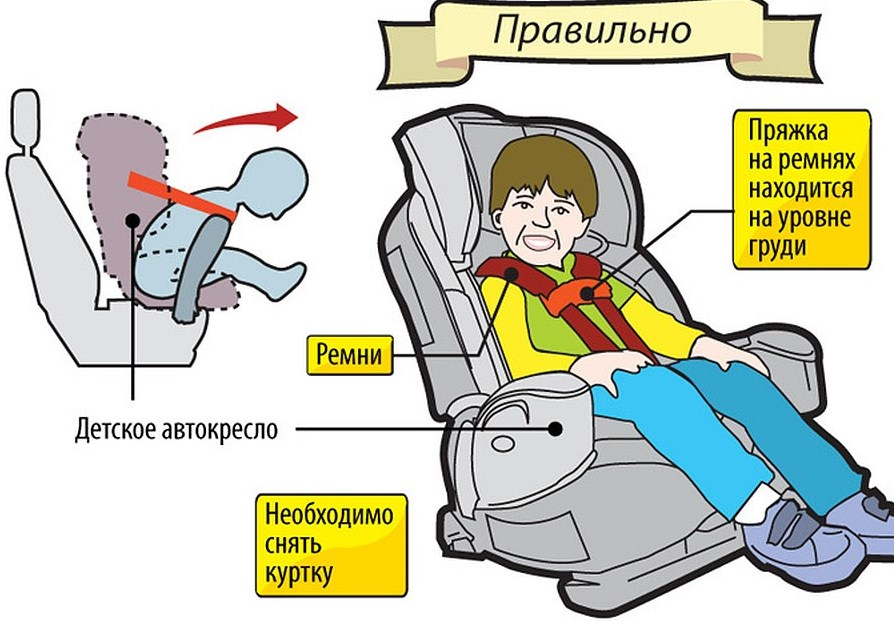 Правильно
Пряжка
на ремнях
находится
на уровне
груди
Ремни
Детское автокресло
Необходимо
снять
куртку